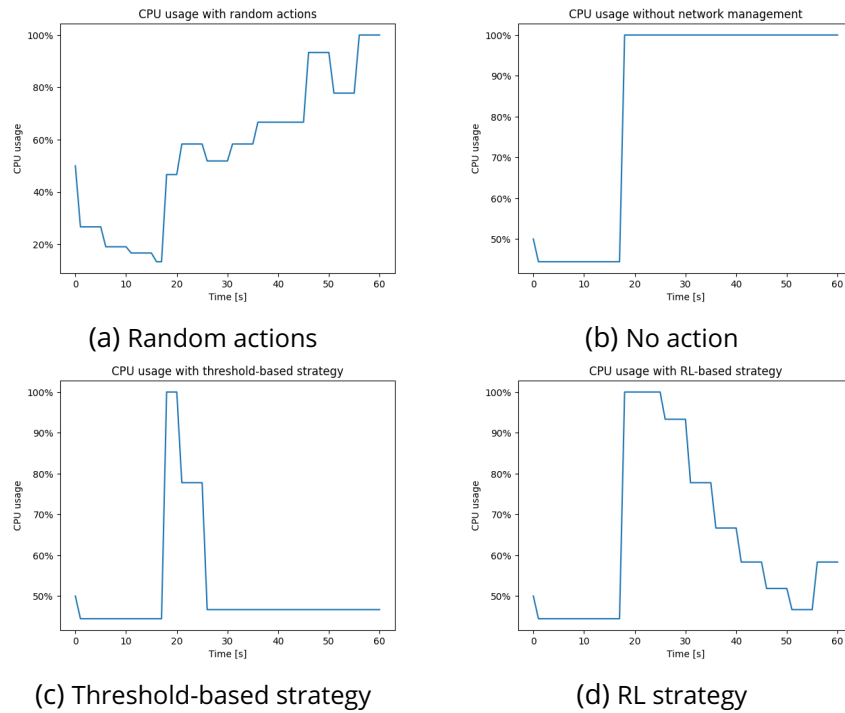 CPU usage with random actions
100%
80%
60%
40%
20%
CPU usage
0 10 20 30 40 50 60
Time [s]
(a) Random actions
CPU usage without network management
100%
90%
80%
70%
60%
50%
CPU usage
0 10 20 30 40 50 60
Time [s]
(b) No action
CPU usage with threshold-based strategy
100%
90%
80%
70%
60%
50%
CPU usage
0 10 20 30 40 50 60
Time [s]
(c) Threshold-based strategy
CPU usage with RL-based strategy
100%
90%
80%
70%
60%
50%
CPU usage
0 10 20 30 40 50 60
Time [s]
(d) RL strategy